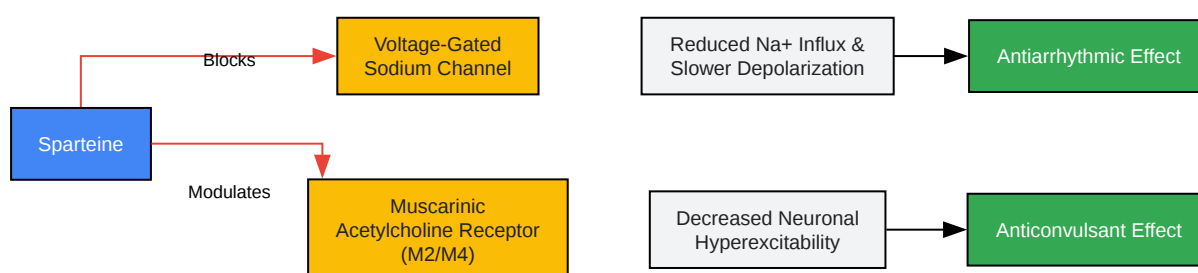 Voltage-Gated
Sodium Channel
Reduced Na+ Influx &
Slower Depolarization
Antiarrhythmic Effect
Blocks
Sparteine
Modulates
Muscarinic
Acetylcholine Receptor
(M2/M4)
Decreased Neuronal
Hyperexcitability
Anticonvulsant Effect